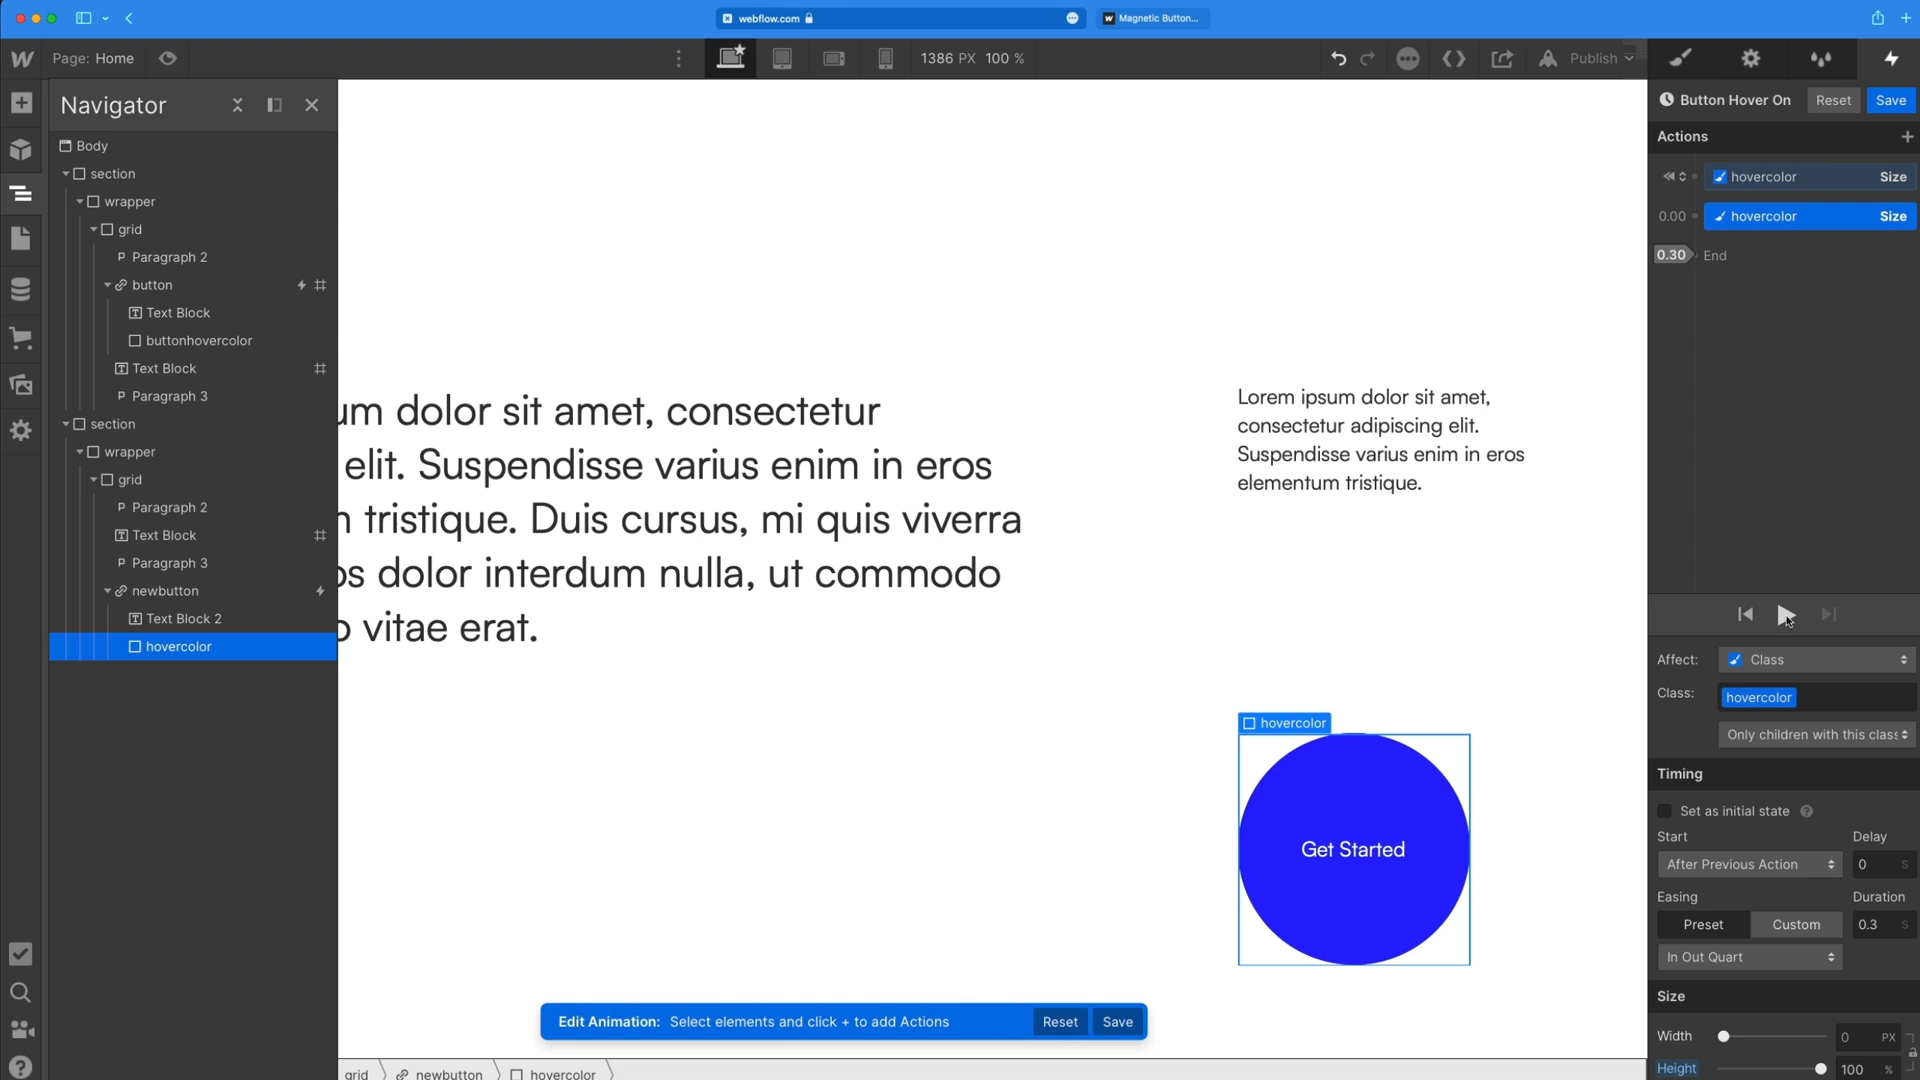 webflow.com
Magnetic Button...
Page: Home
1386 PX 100 %
Publish
Navigator
Body
section
wrapper
grid
Paragraph 2
button
Text Block
buttonhovercolor
Text Block
Paragraph 3
section
wrapper
grid
Paragraph 2
Text Block
Paragraph 3
newbutton
Text Block 2
hovercolor
um dolor sit amet, consectetur
elit. Suspendisse varius enim in eros
tristique. Duis cursus, mi quis viverra
os dolor interdum nulla, ut commodo
vitae erat.
Lorem ipsum dolor sit amet,
consectetur adipiscing elit.
Suspendisse varius enim in eros
elementum tristique.
hovercolor
Get Started
Edit Animation: Select elements and click + to add Actions
Reset
Save
grid newbutton hovercolor
Button Hover On
Reset
Save
Actions
hovercolor Size
0.00 hovercolor Size
0.30 End
Affect: Class
Class: hovercolor
Only children with this class
Timing
Set as initial state
Start Delay
After Previous Action 0 S
Easing Duration
Preset Custom 0.3 S
In Out Quart
Size
Width 0 PX
Height 100 %